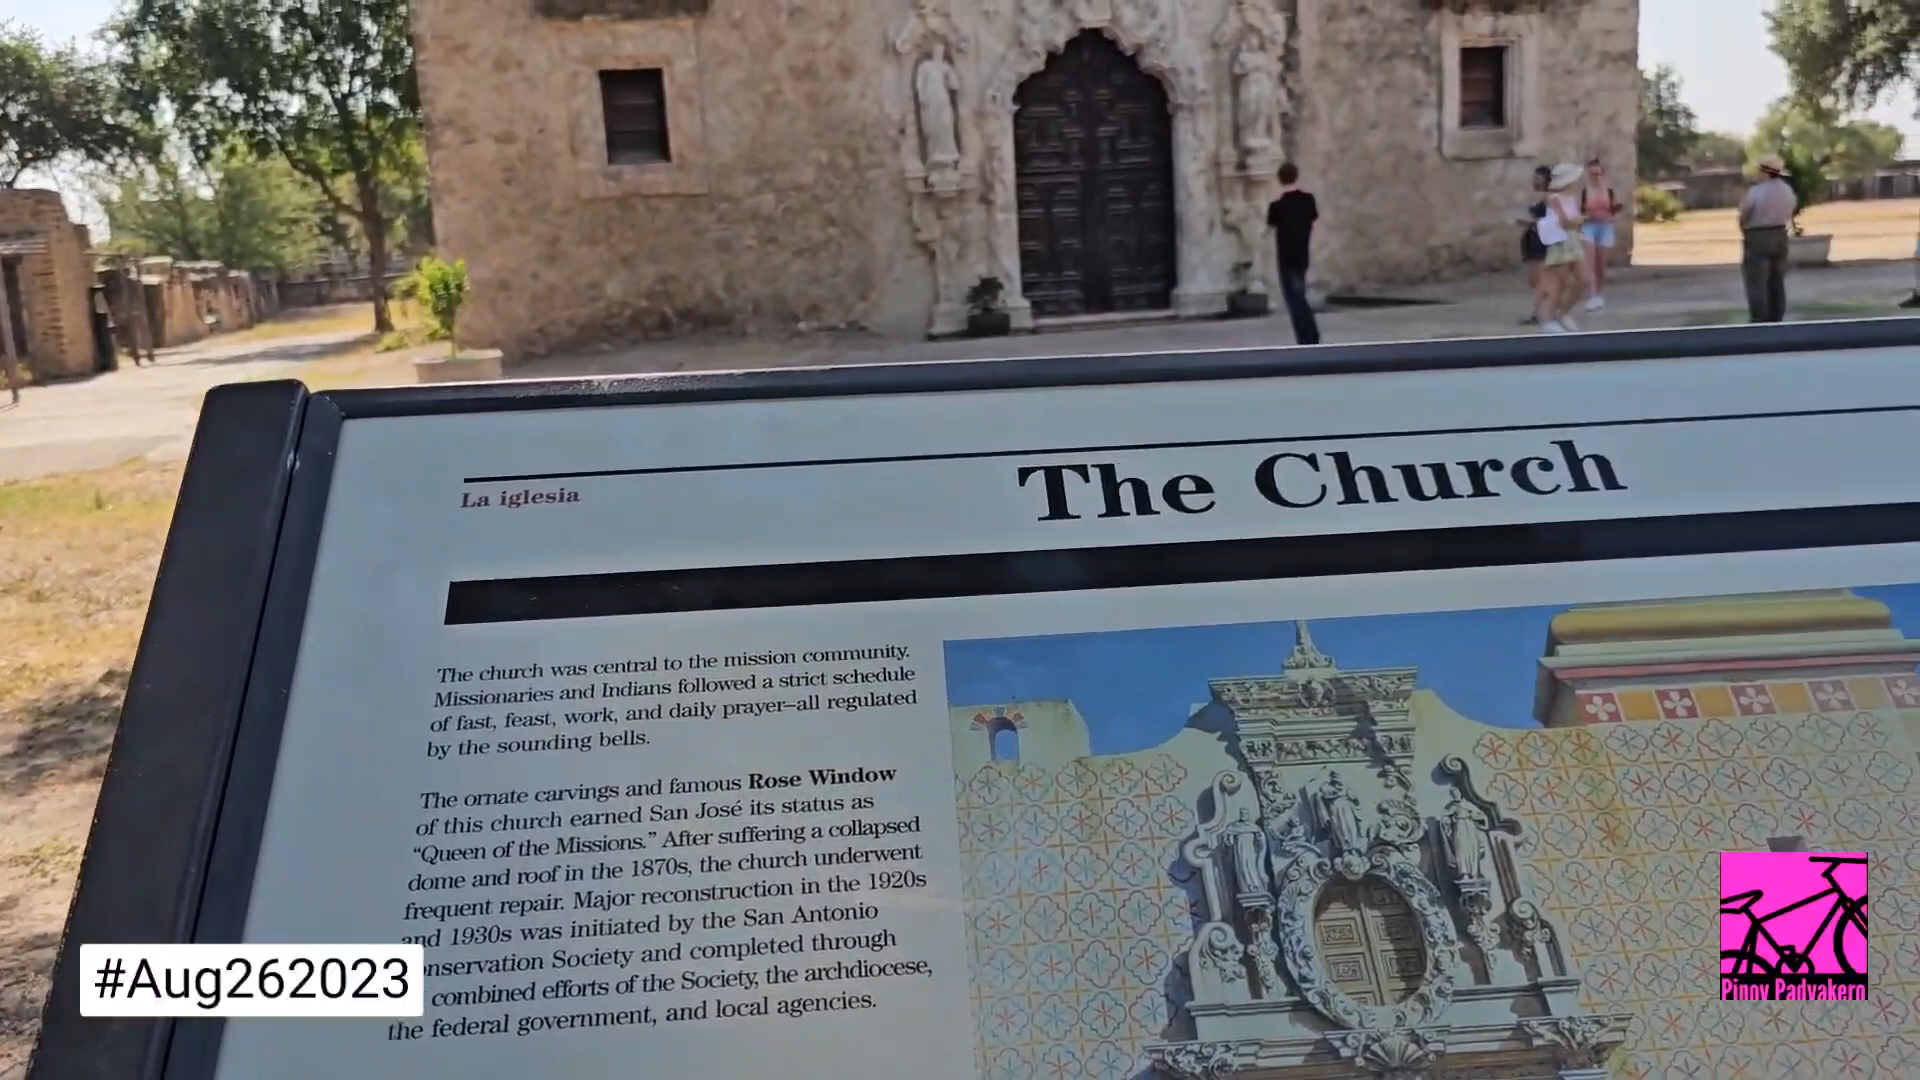 La iglesia
The Church
The church was central to the mission community.
Missionaries and Indians followed a strict schedule
of fast, feast, work, and daily prayer–all regulated
by the sounding bells.
The ornate carvings and famous Rose Window
of this church earned San José its status as
“Queen of the Missions.” After suffering a collapsed
dome and roof in the 1870s, the church underwent
frequent repair. Major reconstruction in the 1920s
and 1930s was initiated by the San Antonio
onservation Society and completed through
combined efforts of the Society, the archdiocese,
the federal government, and local agencies.
#Aug262023
Pinoy Padyakero